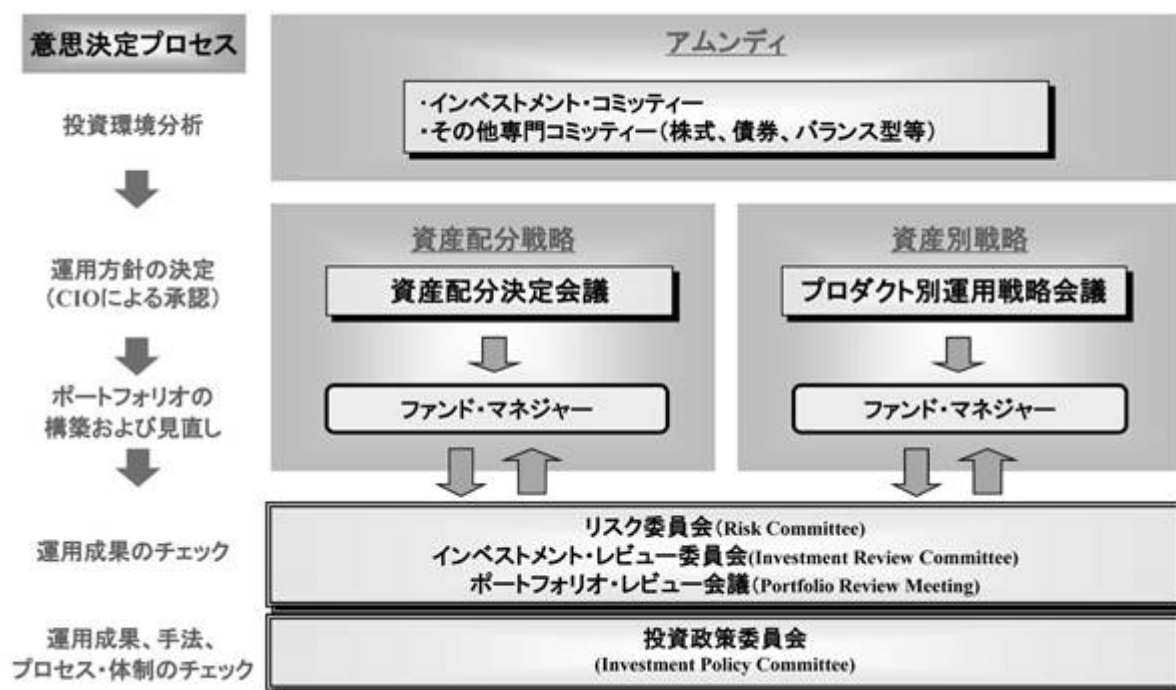 意思決定プロセス
アムンディ
投資環境分析
・インベストメント・コミッティー
・その他専門コミッティー（株式、債券、バランス型等）
運用方針の決定
（CIOによる承認）
資産配分戦略
資産配分決定会議
資産別戦略
プロダクト別運用戦略会議
ポートフォリオの
構築および見直し
ファンド・マネジャー
ファンド・マネジャー
運用成果のチェック
リスク委員会(Risk Committee)
インベストメント・レビュー委員会(Investment Review Committee)
ポートフォリオ・レビュー会議(Portfolio Review Meeting)
運用成果、手法、
プロセス・体制のチェック
投資政策委員会
(Investment Policy Committee)